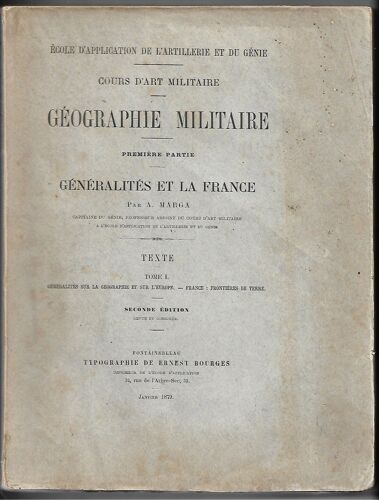 ÉCOLE D'APPLICATION DE L'ARTILLERIE ET DU GÉNIE
COURS D'ART MILITAIRE
GÉOGRAPHIE MILITAIRE
PREMIÈRE PARTIE
GÉNÉRALITÉS ET LA FRANCE
PAR A. MARGA
CAPITAINE DU GÉNIE, PROFESSEUR ADJOINT DU COURS D'ART MILITAIRE
A L'ÉCOLE D'APPLICATION DE L'ARTILLERIE ET DU GÉNIE
TEXTE
TOME I.
GÉNÉRALITÉS SUR LA GÉOGRAPHIE ET SUR L'EUROPE. — FRANCE : FRONTIÈRES DE TERRE.
SECONDE ÉDITION
REVUE ET CORRIGÉE.
FONTAINEBLEAU
TYPOGRAPHIE DE ERNEST BOURGES
IMPRIMEUR DE L'ÉCOLE D'APPLICATION
32, rue de l'Arbre-Sec, 32.
JANVIER 1879.